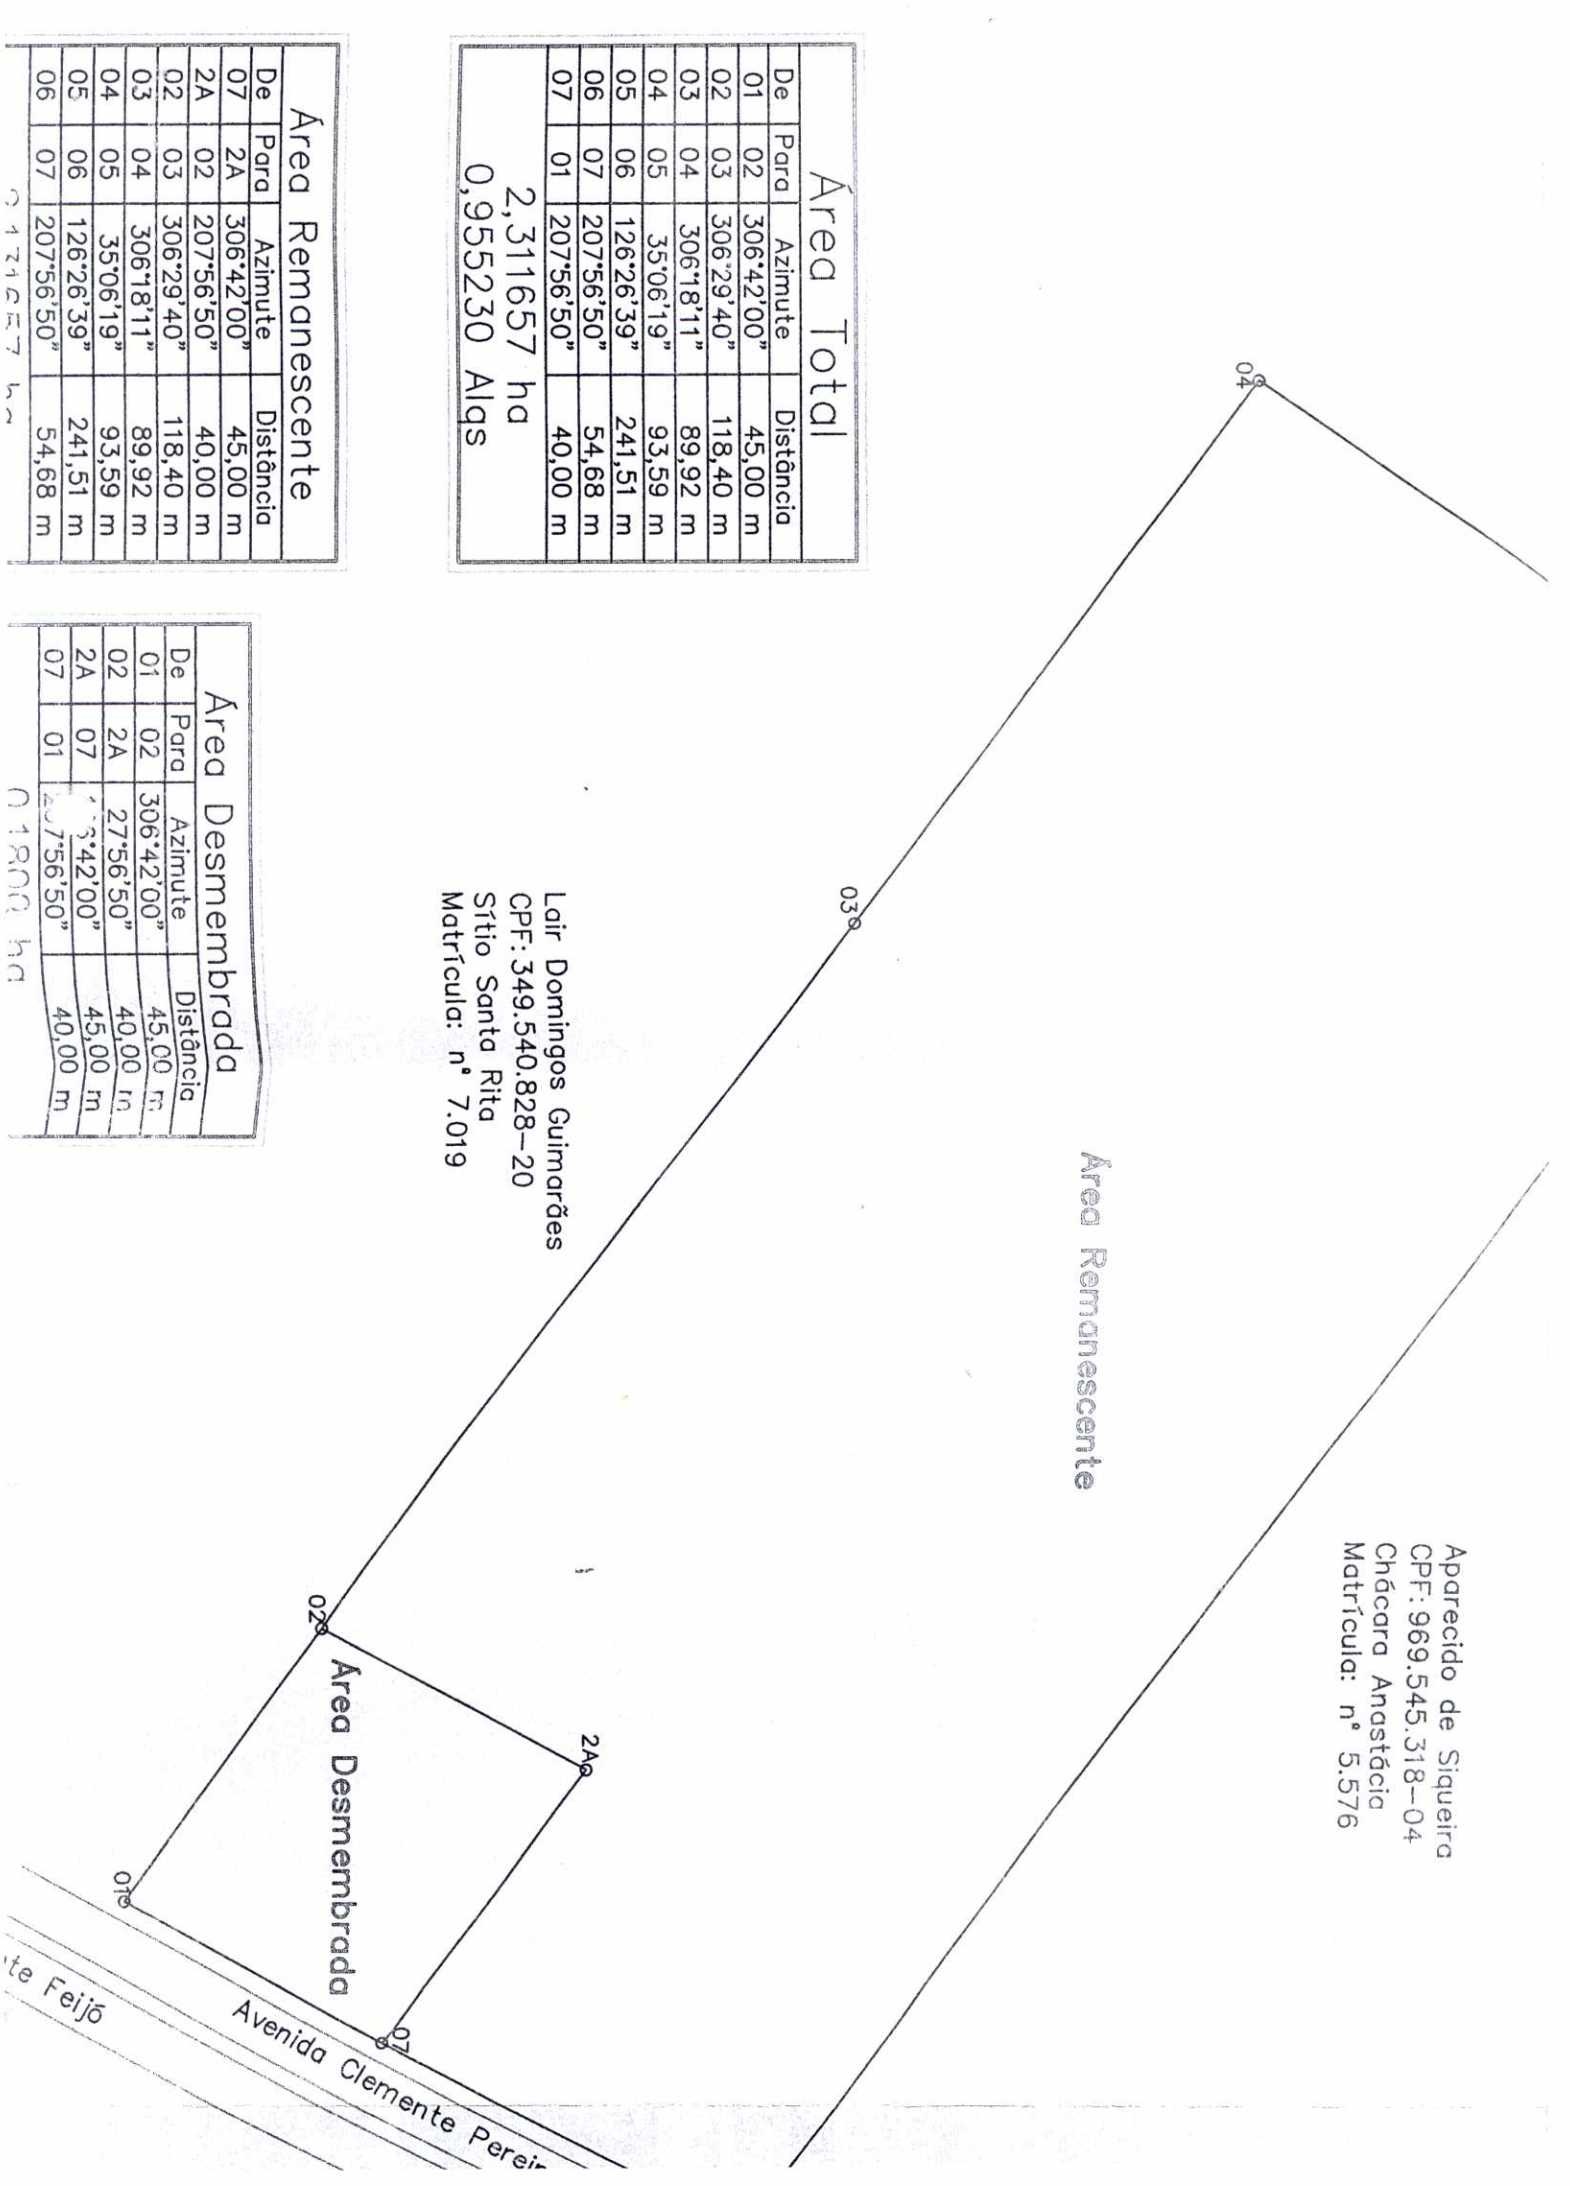 Aparecido de Siqueira
CPF: 969.545.318-04
Chácara Anastácia
Matrícula: n° 5.576
04
Área Remanescente
03
Área Total
De Para Azimute Distância
01 02 306°42'00" 45,00 m
02 03 306°29'40" 118,40 m
03 04 306°18'11" 89,92 m
04 05 35°06'19" 93,59 m
05 06 126°26'39" 241,51 m
06 07 207°56'50" 54,68 m
07 01 207°56'50" 40,00 m
2,311657 ha
0,955230 Alqs
Lair Domingos Guimarães
CPF: 349.540.828-20
Sítio Santa Rita
Matrícula: n° 7.019
2A
02
Área Desmembrada
07
01
Avenida Clemente
Feijó
Área Remanescente
De Para Azimute Distância
07 2A 306°42'00" 45,00 m
2A 02 207°56'50" 40,00 m
02 03 306°29'40" 118,40 m
03 04 306°18'11" 89,92 m
04 05 35°06'19" 93,59 m
05 06 126°26'39" 241,51 m
06 07 207°56'50" 54,68 m
ha
Área Desmembrada
De Para Azimute Distância
01 02 306°42'00" 45,00 m
02 2A 27°56'50" 40,00 m
2A 07 45,00 m
07 01 40,00 m
ha